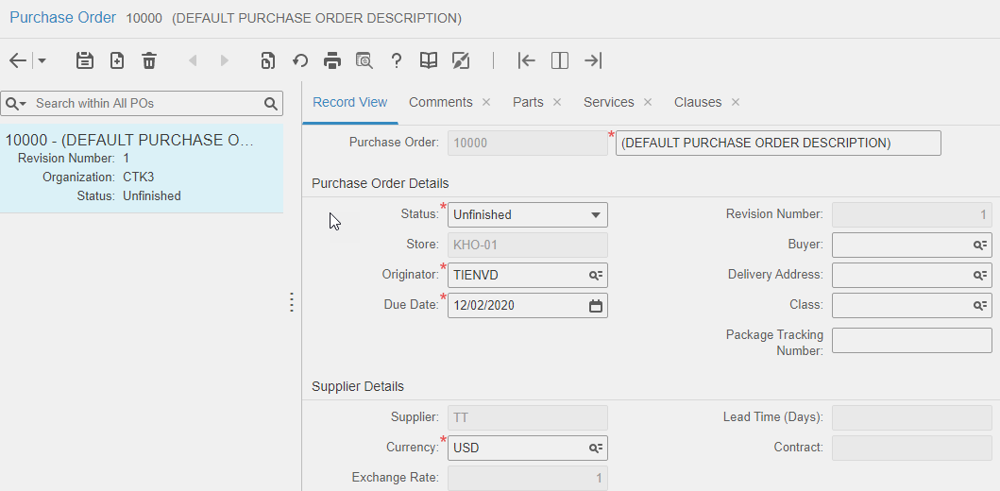 Purchase Order 10000 (DEFAULT PURCHASE ORDER DESCRIPTION)
Search within All POs
10000 - (DEFAULT PURCHASE O...
Revision Number: 1
Organization: CTK3
Status: Unfinished
Record View Comments × Parts × Services × Clauses ×
Purchase Order: 10000 * (DEFAULT PURCHASE ORDER DESCRIPTION)
Purchase Order Details
Status: * Unfinished Revision Number: 1
Store: KHO-01 Buyer:
Originator: * TIENVD Delivery Address:
Due Date: * 12/02/2020 Class:
Package Tracking
Number:
Supplier Details
Supplier: TT Lead Time (Days):
Currency: * USD Contract:
Exchange Rate: 1